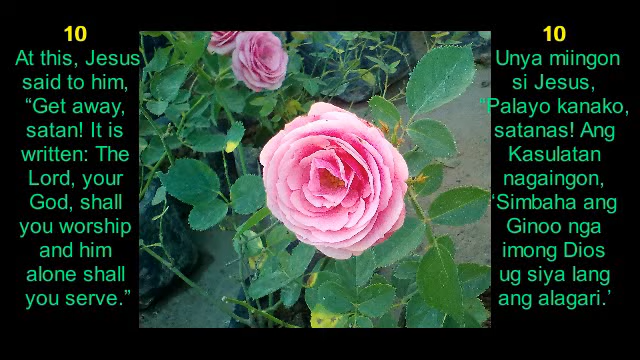 10
At this, Jesus
said to him,
“Get away,
satan! It is
written: The
Lord, your
God, shall
you worship
and him
alone shall
you serve.”
10
Unya miingon
si Jesus,
“Palayo kanako,
satanas! Ang
Kasulatan
nagaingon,
‘Simbaha ang
Ginoo nga
imong Dios
ug siya lang
ang alagari.’